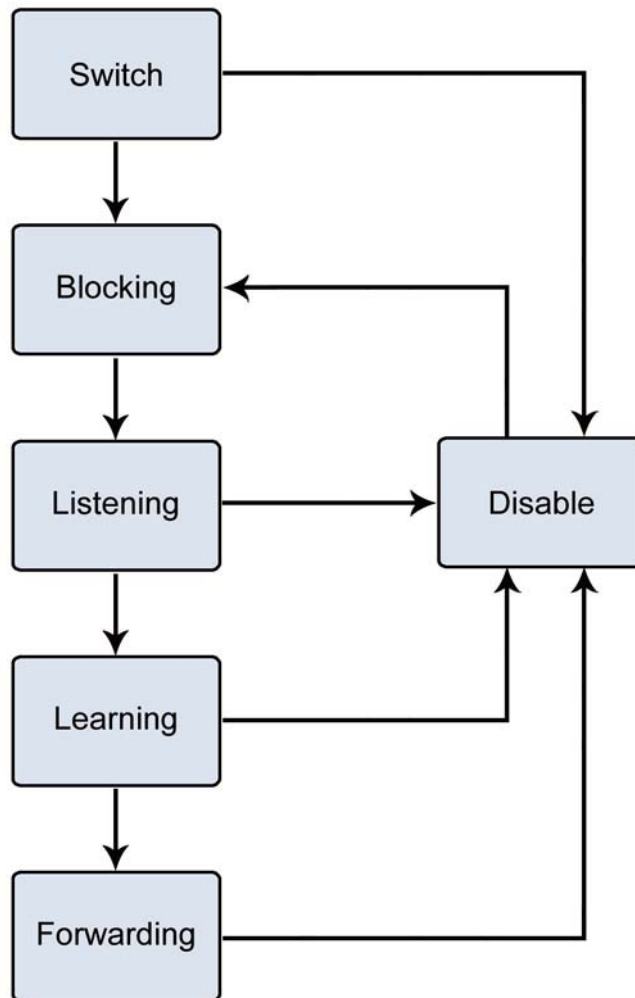 Switch
Blocking
Listening
Disable
Learning
Forwarding